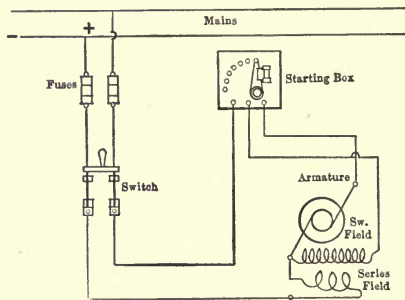 Mains
− +
Fuses
Starting Box
Switch
Armature
Sw.
Field
Series
Field